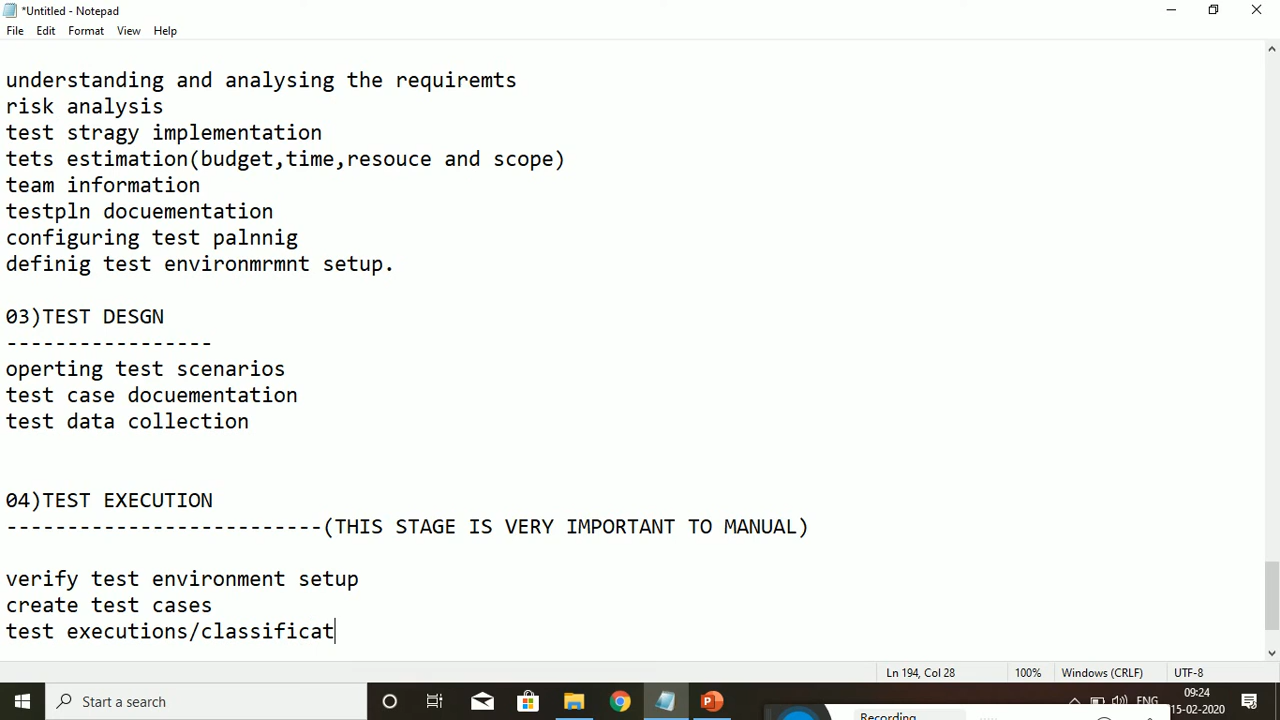 *Untitled - Notepad
File Edit Format View Help
understanding and analysing the requiremts
risk analysis
test stragy implementation
tets estimation(budget,time,resouce and scope)
team information
testpln docuementation
configuring test palnnig
definig test environmrmnt setup.
03)TEST DESGN
-----------------
operting test scenarios
test case docuementation
test data collection
04)TEST EXECUTION
--------------------------(THIS STAGE IS VERY IMPORTANT TO MANUAL)
verify test environment setup
create test cases
test executions/classificat
Ln 194, Col 28 100% Windows (CRLF) UTF-8
Start a search
ENG
09:24
15-02-2020
Recording